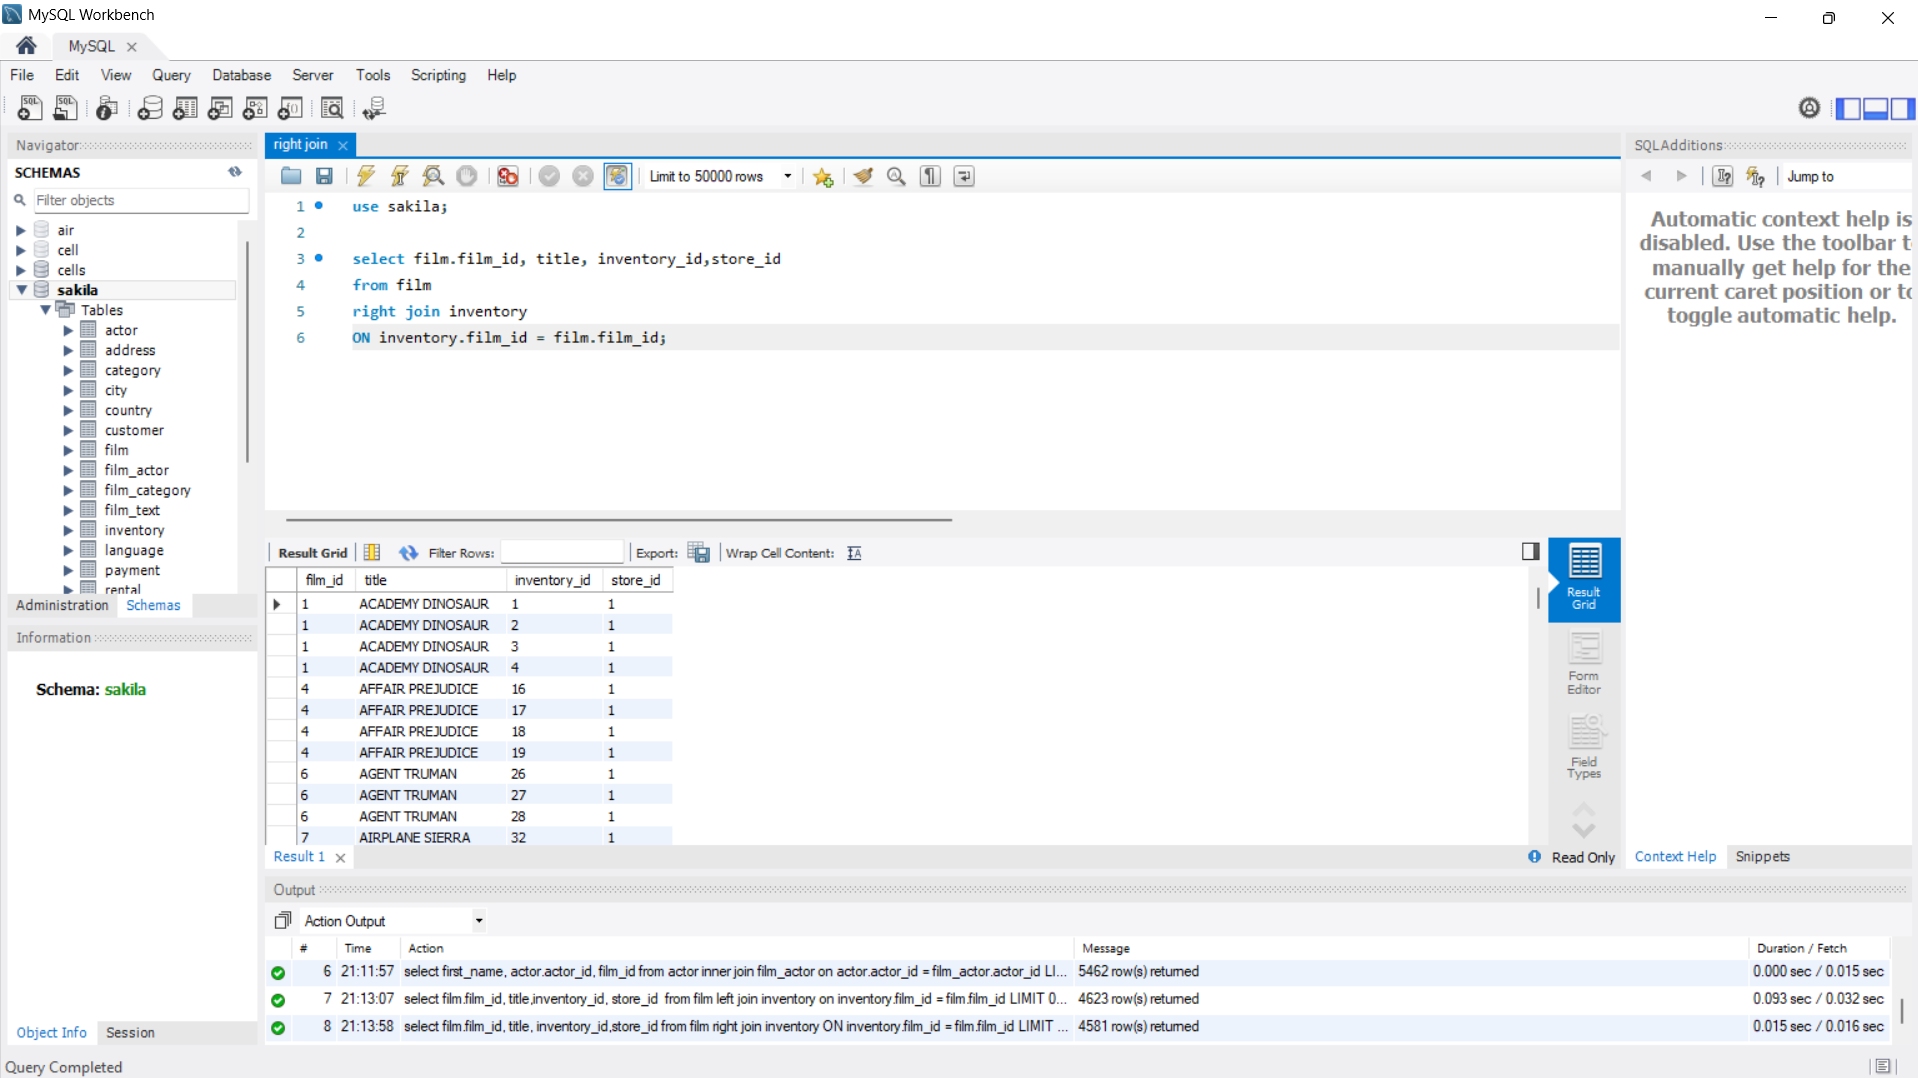 MySQL Workbench
MySQL
File Edit View Query Database Server Tools Scripting Help
Navigator
SCHEMAS
Filter objects
air
cell
cells
sakila
Tables
actor
address
category
city
country
customer
film
film_actor
film_category
film_text
inventory
language
payment
rental
Administration Schemas
Information
Schema: sakila
Object Info Session
right join
Limit to 50000 rows
1 use sakila;
2
3 select film.film_id, title, inventory_id,store_id
4 from film
5 right join inventory
6 ON inventory.film_id = film.film_id;
Result Grid Filter Rows: Export: Wrap Cell Content:
film_id title inventory_id store_id
1 ACADEMY DINOSAUR 1 1
1 ACADEMY DINOSAUR 2 1
1 ACADEMY DINOSAUR 3 1
1 ACADEMY DINOSAUR 4 1
4 AFFAIR PREJUDICE 16 1
4 AFFAIR PREJUDICE 17 1
4 AFFAIR PREJUDICE 18 1
4 AFFAIR PREJUDICE 19 1
6 AGENT TRUMAN 26 1
6 AGENT TRUMAN 27 1
6 AGENT TRUMAN 28 1
7 AIRPLANE SIERRA 32 1
Result Grid
Form Editor
Field Types
Result 1
Read Only
SQLAdditions
Jump to
Automatic context help is
disabled. Use the toolbar t
manually get help for the
current caret position or to
toggle automatic help.
Context Help Snippets
Output
Action Output
# Time Action Message Duration / Fetch
6 21:11:57 select first_name, actor.actor_id, film_id from actor inner join film_actor on actor.actor_id = film_actor.actor_id LI... 5462 row(s) returned 0.000 sec / 0.015 sec
7 21:13:07 select film.film_id, title,inventory_id, store_id from film left join inventory on inventory.film_id = film.film_id LIMIT 0... 4623 row(s) returned 0.093 sec / 0.032 sec
8 21:13:58 select film.film_id, title, inventory_id,store_id from film right join inventory ON inventory.film_id = film.film_id LIMIT ... 4581 row(s) returned 0.015 sec / 0.016 sec
Query Completed